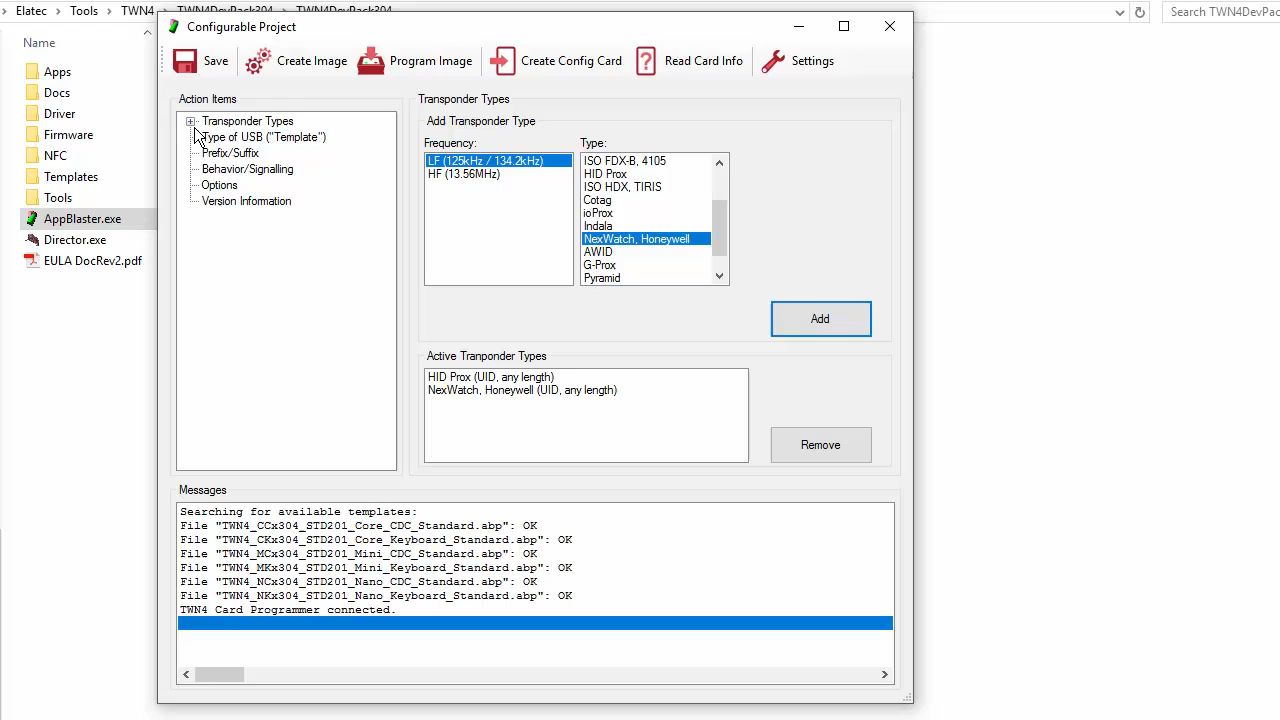 Elatec > Tools > TWN4 > TWN4DevPack304 > TWN4DevPack304
Search TWN4DevPac
Name
Apps
Docs
Driver
Firmware
NFC
Templates
Tools
AppBlaster.exe
Director.exe
EULA DocRev2.pdf
Configurable Project
Save
Create Image
Program Image
Create Config Card
Read Card Info
Settings
Action Items
Transponder Types
Type of USB ("Template")
Prefix/Suffix
Behavior/Signalling
Options
Version Information
Transponder Types
Add Transponder Type
Frequency:
LF (125kHz / 134.2kHz)
HF (13.56MHz)
Type:
ISO FDX-B, 4105
HID Prox
ISO HDX, TIRIS
Cotag
ioProx
Indala
NexWatch, Honeywell
AWID
G-Prox
Pyramid
Add
Active Tranponder Types
HID Prox (UID, any length)
NexWatch, Honeywell (UID, any length)
Remove
Messages
Searching for available templates:
File "TWN4_CCx304_STD201_Core_CDC_Standard.abp": OK
File "TWN4_CKx304_STD201_Core_Keyboard_Standard.abp": OK
File "TWN4_MCx304_STD201_Mini_CDC_Standard.abp": OK
File "TWN4_MKx304_STD201_Mini_Keyboard_Standard.abp": OK
File "TWN4_NCx304_STD201_Nano_CDC_Standard.abp": OK
File "TWN4_NKx304_STD201_Nano_Keyboard_Standard.abp": OK
TWN4 Card Programmer connected.